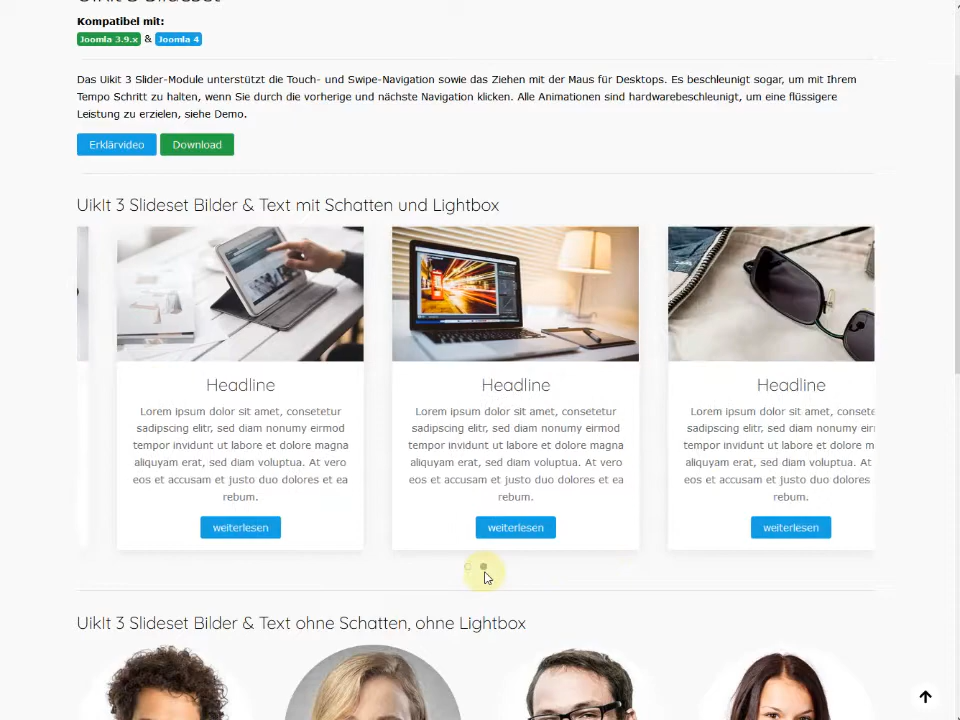 Kompatibel mit:
Joomla 3.9.x & Joomla 4
Das Uikit 3 Slider-Module unterstützt die Touch- und Swipe-Navigation sowie das Ziehen mit der Maus für Desktops. Es beschleunigt sogar, um mit Ihrem
Tempo Schritt zu halten, wenn Sie durch die vorherige und nächste Navigation klicken. Alle Animationen sind hardwarebeschleunigt, um eine flüssigere
Leistung zu erzielen, siehe Demo.
Erklärvideo Download
UikIt 3 Slideset Bilder & Text mit Schatten und Lightbox
Headline
Lorem ipsum dolor sit amet, consetetur
sadipscing elitr, sed diam nonumy eirmod
tempor invidunt ut labore et dolore magna
aliquyam erat, sed diam voluptua. At vero
eos et accusam et justo duo dolores et ea
rebum.
weiterlesen
Headline
Lorem ipsum dolor sit amet, consetetur
sadipscing elitr, sed diam nonumy eirmod
tempor invidunt ut labore et dolore magna
aliquyam erat, sed diam voluptua. At vero
eos et accusam et justo duo dolores et ea
rebum.
weiterlesen
Headline
Lorem ipsum dolor sit amet, consete
sadipscing elitr, sed diam nonumy eir
tempor invidunt ut labore et dolore m
aliquyam erat, sed diam voluptua. At
eos et accusam et justo duo dolores e
rebum.
weiterlesen
UikIt 3 Slideset Bilder & Text ohne Schatten, ohne Lightbox